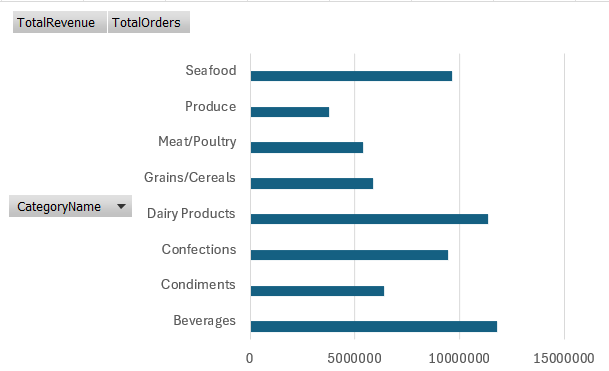 TotalRevenue TotalOrders
Seafood
Produce
Meat/Poultry
Grains/Cereals
CategoryName
Dairy Products
Confections
Condiments
Beverages
0 5000000 10000000 15000000